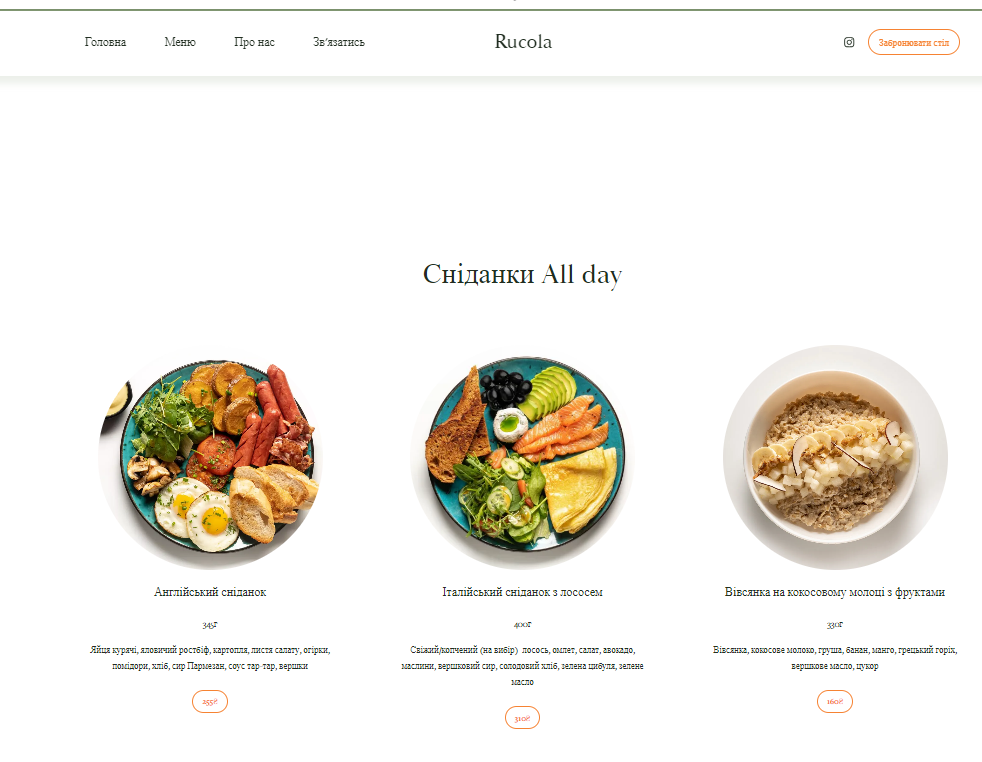 Головна Меню Про нас Зв'язатись Rucola Забронювати стіл
Сніданки All day
Англійський сніданок
345г
Яйця курячі, яловичий ростбіф, картопля, листя салату, огірки,
помідори, хліб, сир Пармезан, соус тар-тар, вершки
255₴
Італійський сніданок з лососем
400г
Свіжий/копчений (на вибір) лосось, омлет, салат, авокадо,
маслини, вершковий сир, солодовий хліб, зелена цибуля, зелене
масло
310₴
Вівсянка на кокосовому молоці з фруктами
330г
Вівсянка, кокосове молоко, груша, банан, манго, грецький горіх,
вершкове масло, цукор
160₴